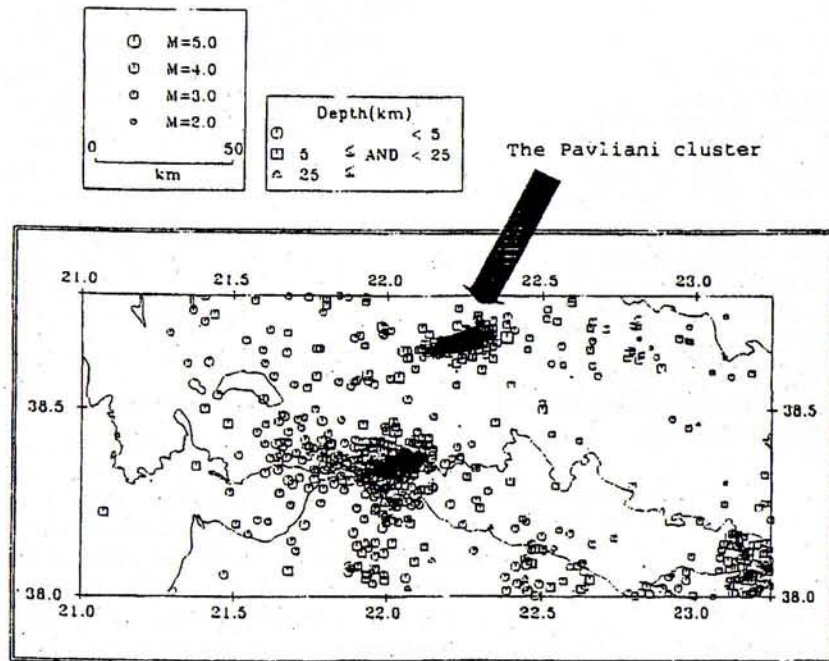 M=5.0
M=4.0
M=3.0
M=2.0
0 50
km
Depth(km)
< 5
5 ≤ AND < 25
25 ≤
The Pavliani cluster
21.0 21.5 22.0 22.5 23.0
38.5 38.5
38.0 38.0
21.0 21.5 22.0 22.5 23.0